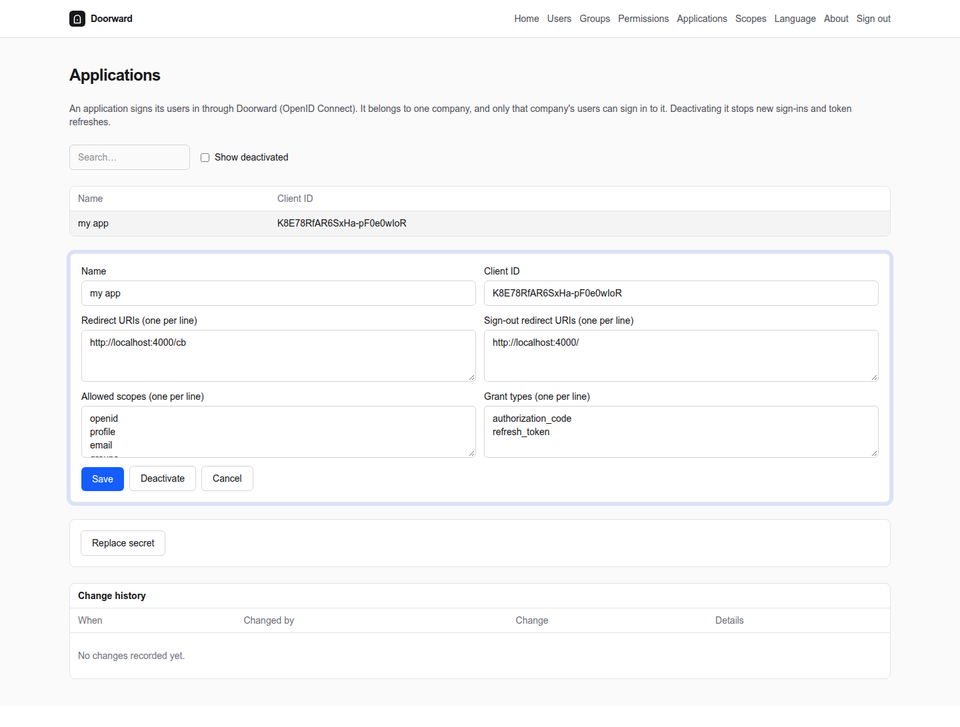 Doorward
Home Users Groups Permissions Applications Scopes Language About Sign out
Applications
An application signs its users in through Doorward (OpenID Connect). It belongs to one company, and only that company's users can sign in to it. Deactivating it stops new sign-ins and token
refreshes.
Search…
Show deactivated
Name Client ID
my app K8E78RfAR6SxHa-pF0e0wIoR
Name Client ID
my app K8E78RfAR6SxHa-pF0e0wIoR
Redirect URIs (one per line) Sign-out redirect URIs (one per line)
http://localhost:4000/cb http://localhost:4000/
Allowed scopes (one per line) Grant types (one per line)
openid authorization_code
profile refresh_token
email
Save Deactivate Cancel
Replace secret
Change history
When Changed by Change Details
No changes recorded yet.